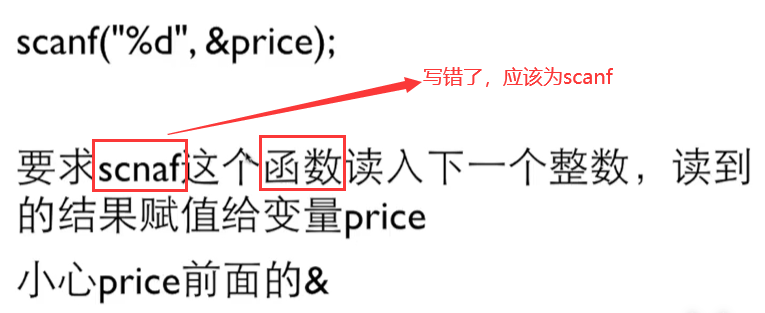 scanf("%d", &price);
写错了，应该为scanf
要求scnaf这个函数读入下一个整数，读到
的结果赋值给变量price
小心price前面的&